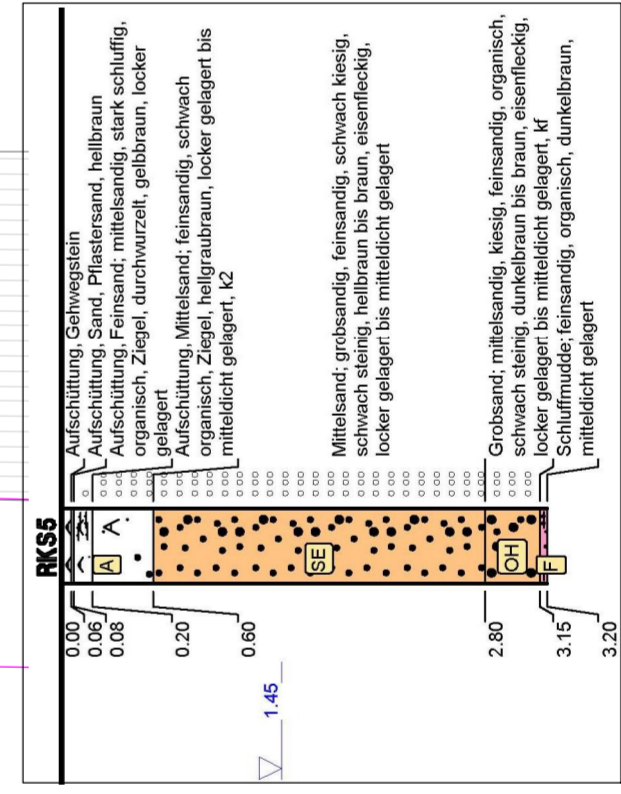 RKS5
0.00
0.06
0.08
0.20
0.60
2.80
3.15
3.20
1.45
A
A
SE
OH
F
Aufschüttung, Gehwegstein
Aufschüttung, Sand, Pflastersand, hellbraun
Aufschüttung, Feinsand; mittelsandig, stark schluffig,
organisch, Ziegel, durchwurzelt, gelbbraun, locker
gelagert
Aufschüttung, Mittelsand; feinsandig, schwach
organisch, Ziegel, hellgraubraun, locker gelagert bis
mitteldicht gelagert, k2
Mittelsand; grobsandig, feinsandig, schwach kiesig,
schwach steinig, hellbraun bis braun, eisenfleckig,
locker gelagert bis mitteldicht gelagert
Grobsand; mittelsandig, kiesig, feinsandig, organisch,
schwach steinig, dunkelbraun bis braun, eisenfleckig,
locker gelagert bis mitteldicht gelagert, kf
Schluffmudde; feinsandig, organisch, dunkelbraun,
mitteldicht gelagert